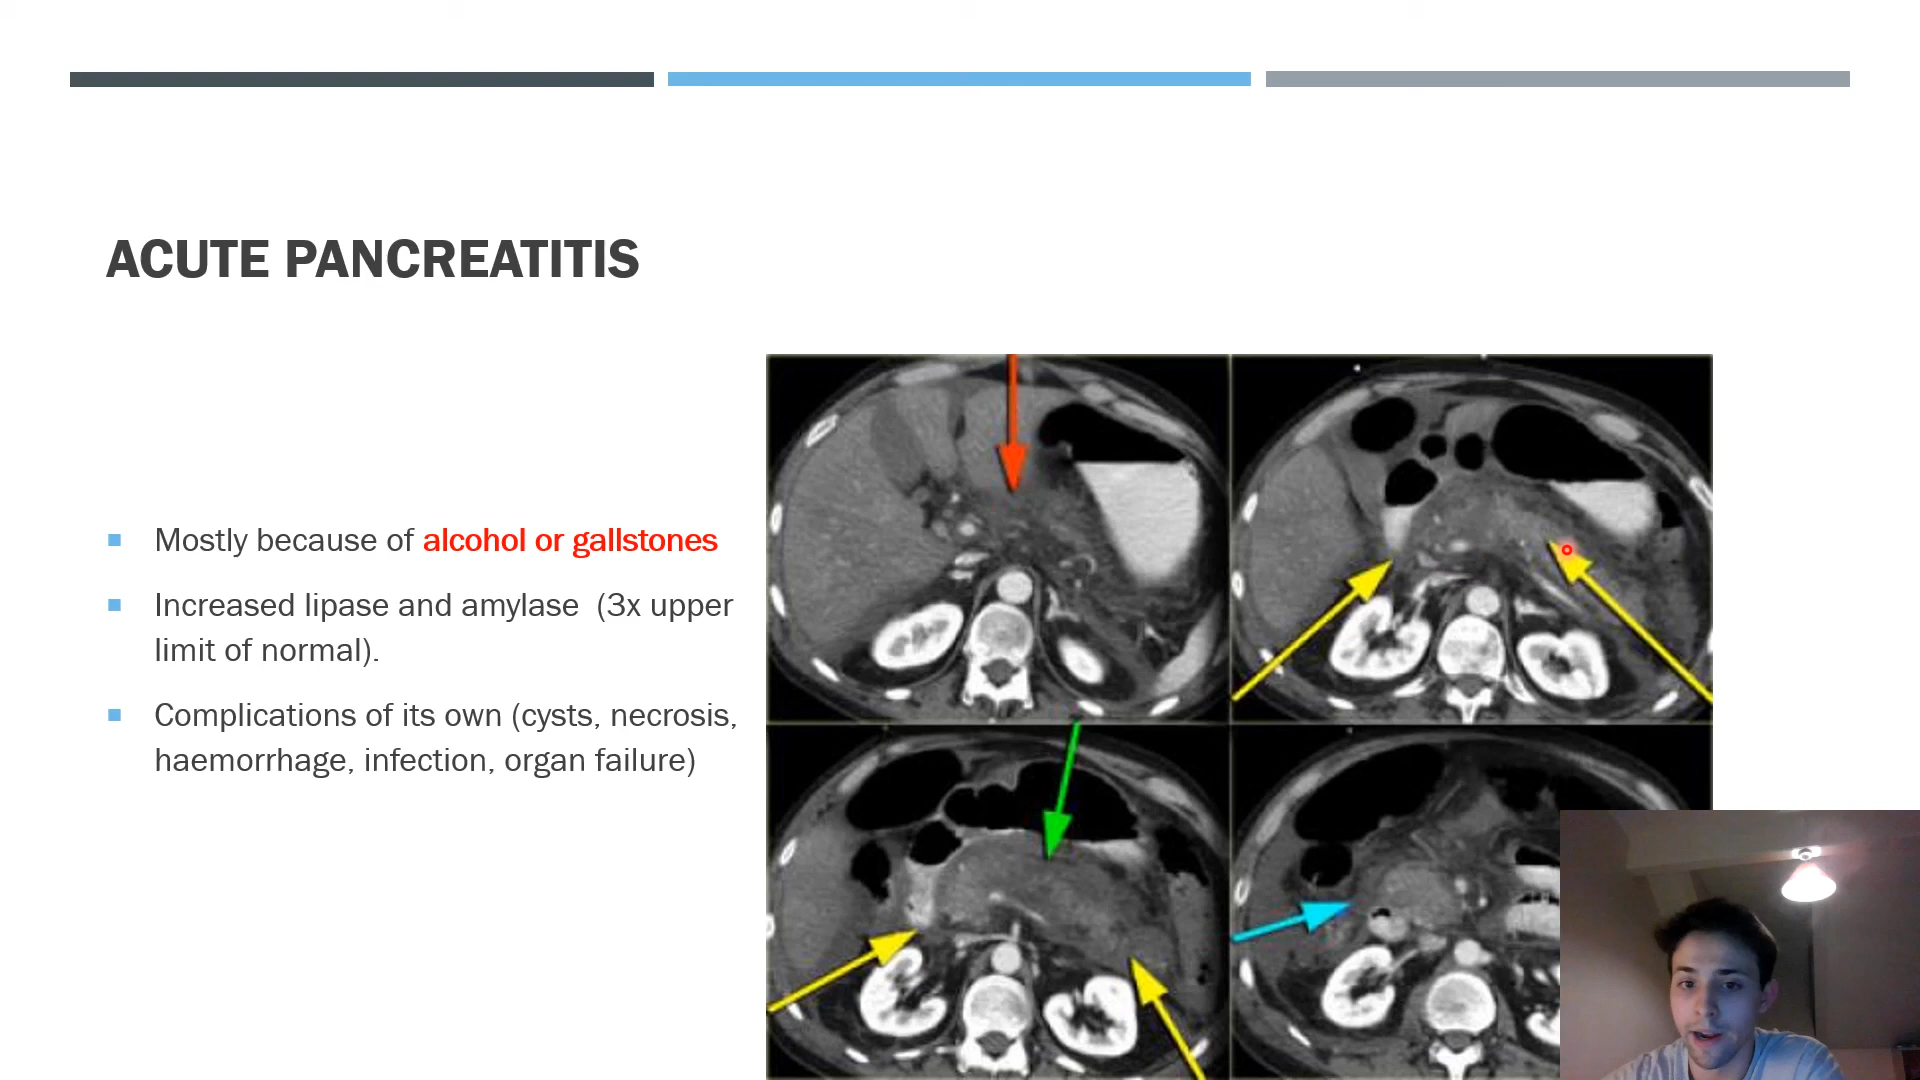 ACUTE PANCREATITIS
Mostly because of alcohol or gallstones
Increased lipase and amylase (3x upper
limit of normal).
Complications of its own (cysts, necrosis,
haemorrhage, infection, organ failure)